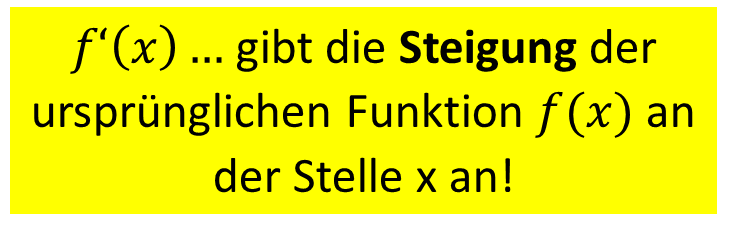 f‘(x) ... gibt die Steigung der
ursprünglichen Funktion f(x) an
der Stelle x an!